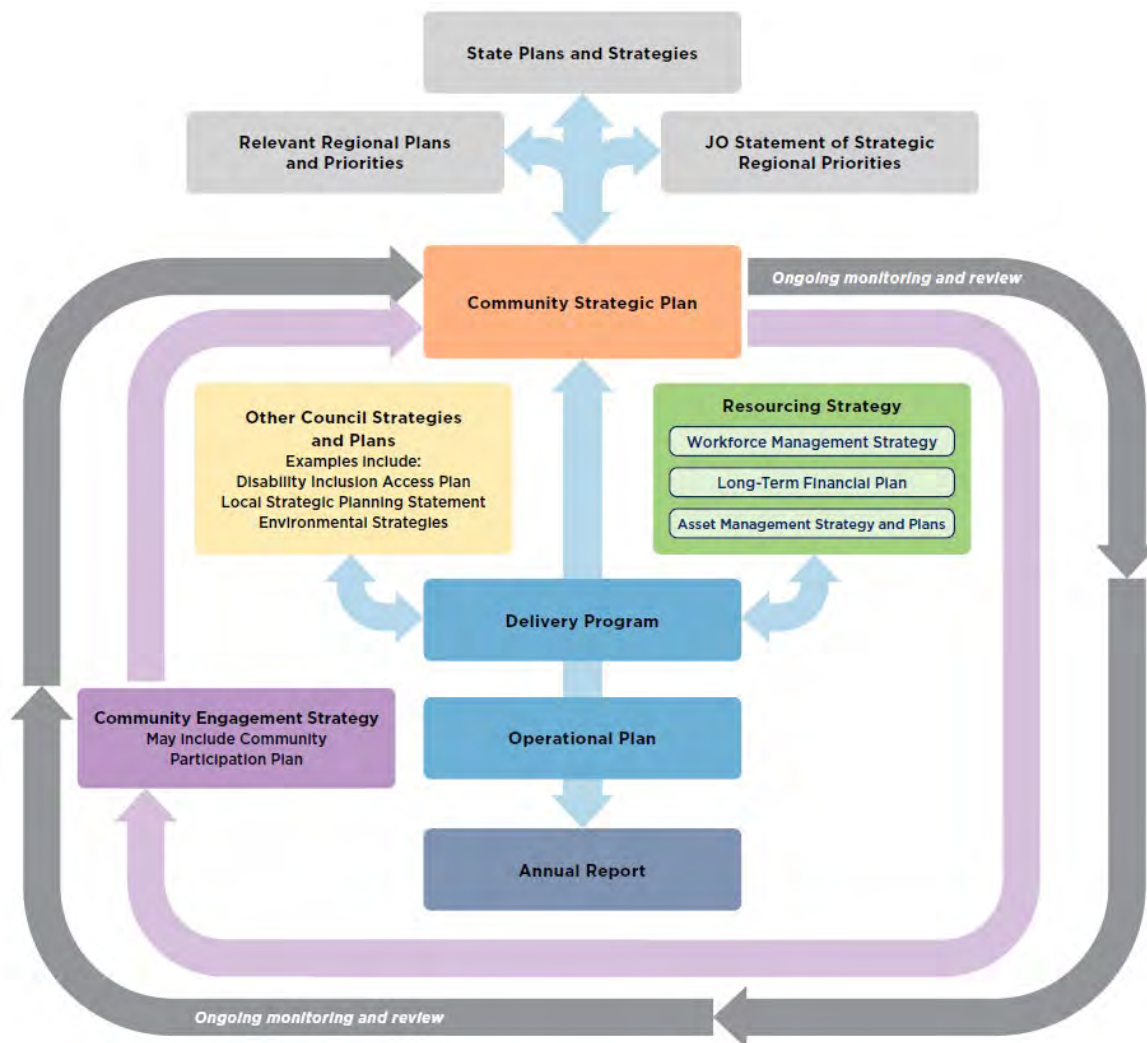 State Plans and Strategies
Relevant Regional Plans
and Priorities
JO Statement of Strategic
Regional Priorities
Community Strategic Plan
Ongoing monitoring and review
Other Council Strategies
and Plans
Examples include:
Disability Inclusion Access Plan
Local Strategic Planning Statement
Environmental Strategies
Resourcing Strategy
Workforce Management Strategy
Long-Term Financial Plan
Asset Management Strategy and Plans
Delivery Program
Community Engagement Strategy
May Include Community
Participation Plan
Operational Plan
Annual Report
Ongoing monitoring and review